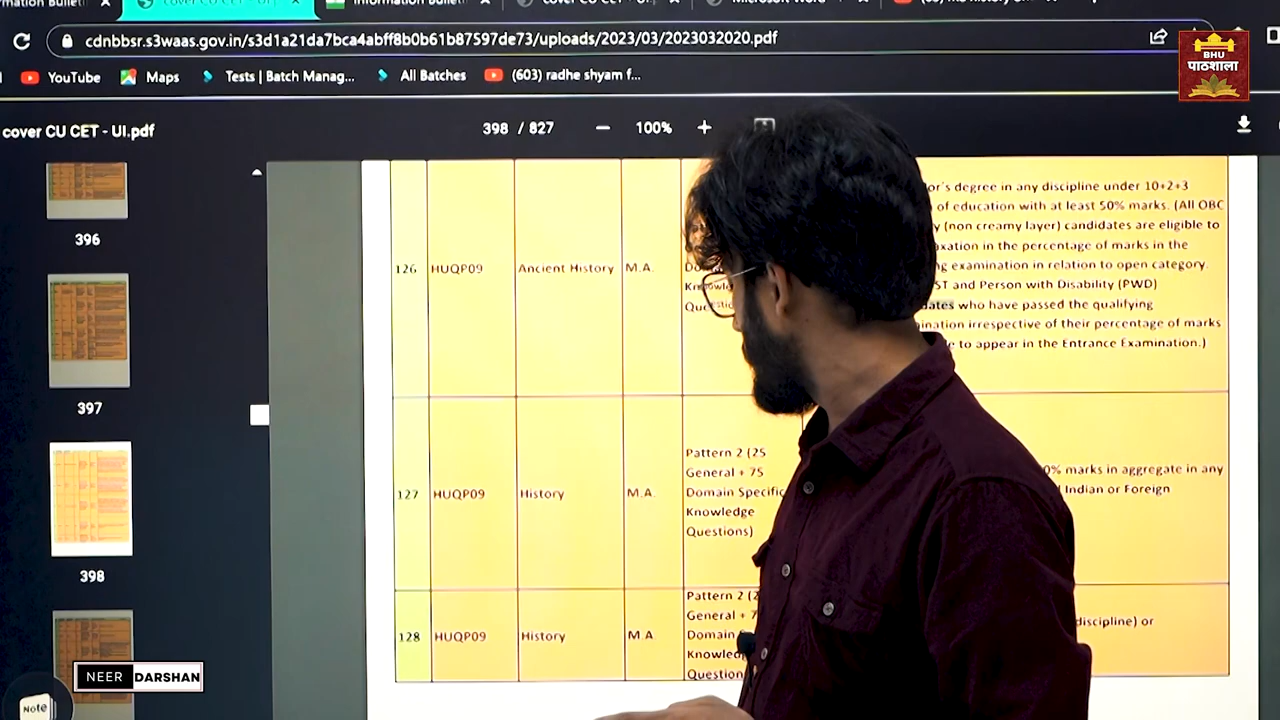 cover CU CET - UI
Information Bulleti
cdnbbsr.s3waas.gov.in/s3d1a21da7bca4abff8b0b61b87597de73/uploads/2023/03/2023032020.pdf
YouTube
Maps
Tests | Batch Manag...
All Batches
(603) radhe shyam f...
BHU
पाठशाला
cover CU CET - UI.pdf
398 / 827
100%
396
397
398
126
HUQP09
Ancient History
M.A.
degree in any discipline under 10+2+3
of education with at least 50% marks. (All OBC
(non creamy layer) candidates are eligible to
in the percentage of marks in the
examination in relation to open category.
ST and Person with Disability (PWD)
who have passed the qualifying
irrespective of their percentage of marks
to appear in the Entrance Examination.)
127
HUQP09
History
M.A.
Pattern 2 (25
General + 75
Domain Specific
Knowledge
Questions)
0% marks in aggregate in any
Indian or Foreign
128
HUQP09
History
M.A
Pattern 2
General +
Domain
discipline) or
NEER DARSHAN
Note